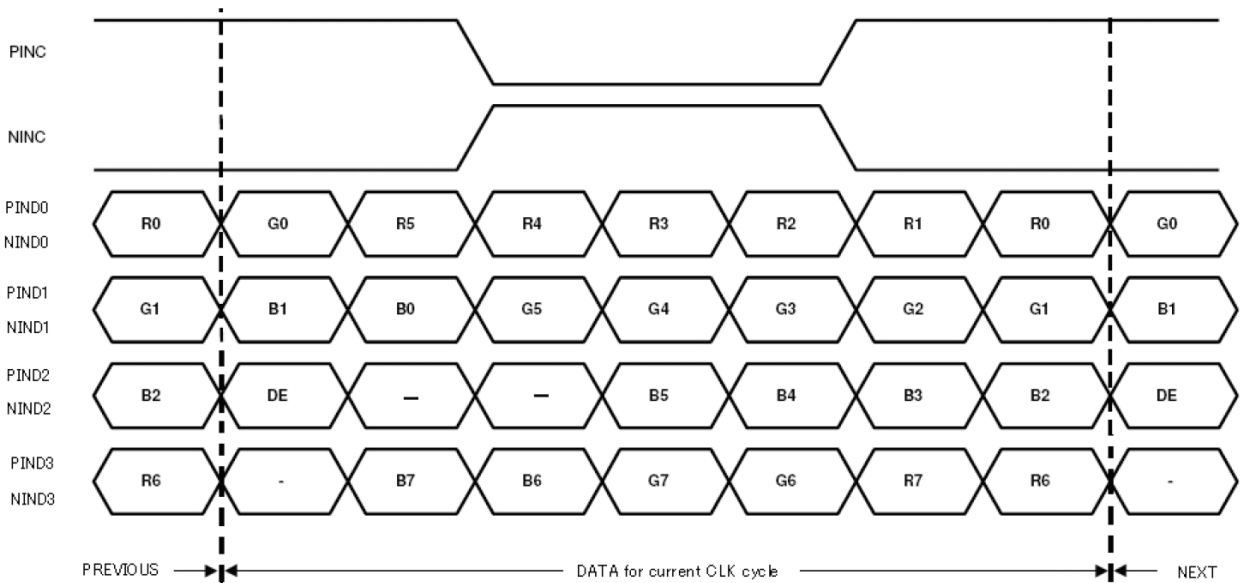 PINC
NINC
PIND0
NIND0
R0 G0 R5 R4 R3 R2 R1 R0 G0
PIND1
NIND1
G1 B1 B0 G5 G4 G3 G2 G1 B1
PIND2
NIND2
B2 DE — — B5 B4 B3 B2 DE
PIND3
NIND3
R6 - B7 B6 G7 G6 R7 R6 -
PREVIOUS DATA for current CLK cycle NEXT